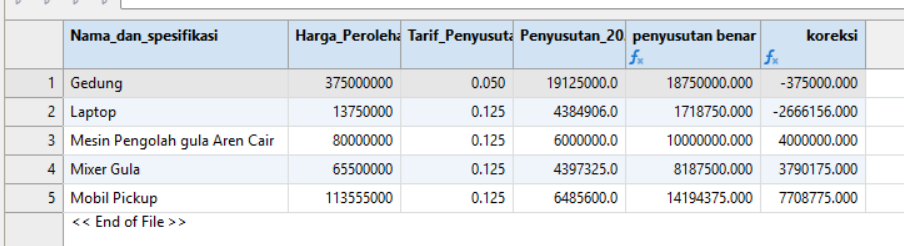 Nama_dan_spesifikasi Harga_Peroleha Tarif_Penyusuta Penyusutan_20 penyusutan benar koreksi
1 Gedung 375000000 0.050 19125000.0 18750000.000 -375000.000
2 Laptop 13750000 0.125 4384906.0 1718750.000 -2666156.000
3 Mesin Pengolah gula Aren Cair 80000000 0.125 6000000.0 10000000.000 4000000.000
4 Mixer Gula 65500000 0.125 4397325.0 8187500.000 3790175.000
5 Mobil Pickup 113555000 0.125 6485600.0 14194375.000 7708775.000
<< End of File >>